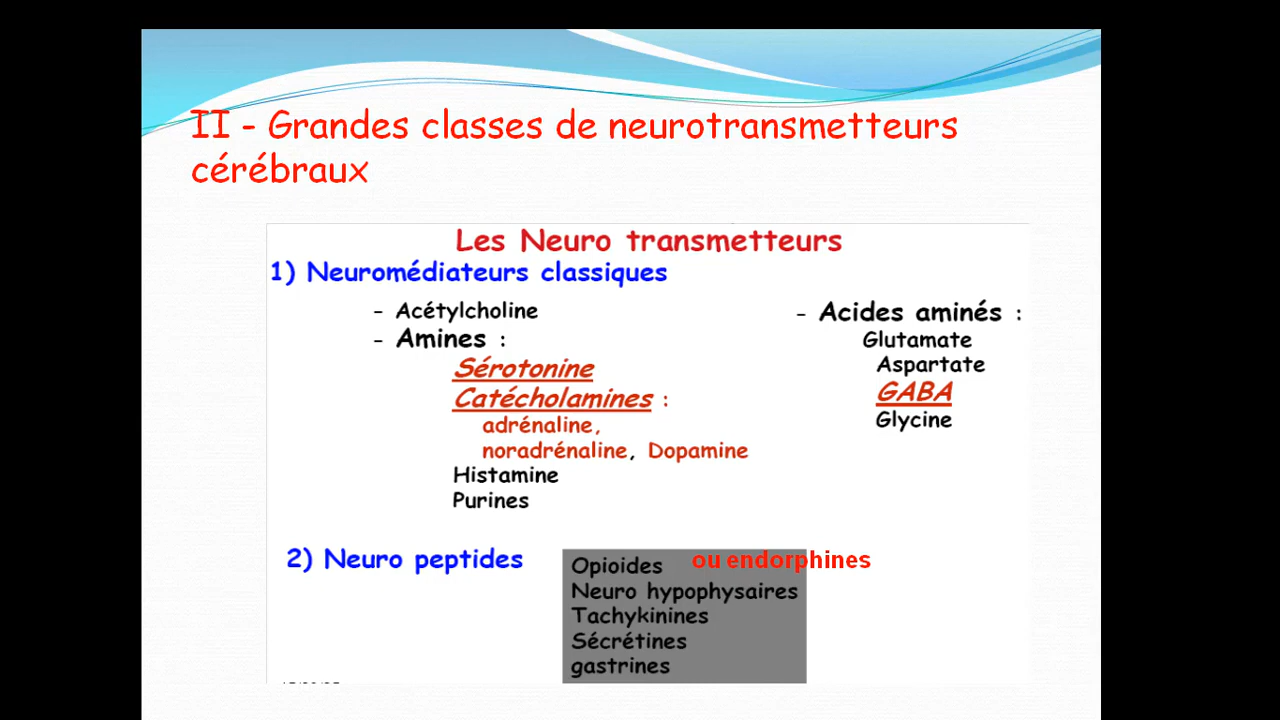 II - Grandes classes de neurotransmetteurs
cérébraux
Les Neuro transmetteurs
1) Neuromédiateurs classiques
- Acétylcholine
- Amines :
Sérotonine
Catécholamines :
adrénaline,
noradrénaline, Dopamine
Histamine
Purines
- Acides aminés :
Glutamate
Aspartate
GABA
Glycine
2) Neuro peptides
Opioides ou endorphines
Neuro hypophysaires
Tachykinines
Sécrétines
gastrines